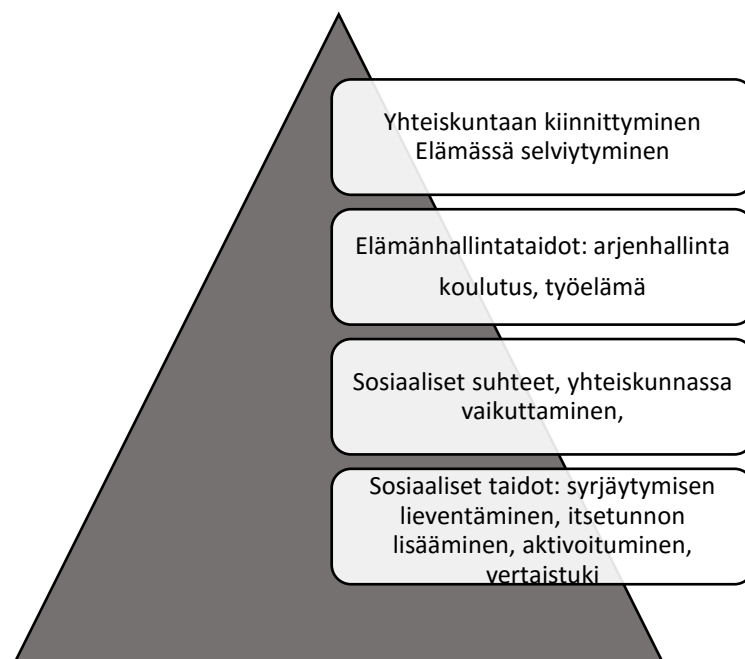 Yhteiskuntaan kiinnittyminen
Elämässä selviytyminen
Elämänhallintataidot: arjenhallinta
koulutus, työelämä
Sosiaaliset suhteet, yhteiskunnassa
vaikuttaminen,
Sosiaaliset taidot: syrjäytymisen
lieventäminen, itsetunnon
lisääminen, aktivoituminen,
vertaistuki